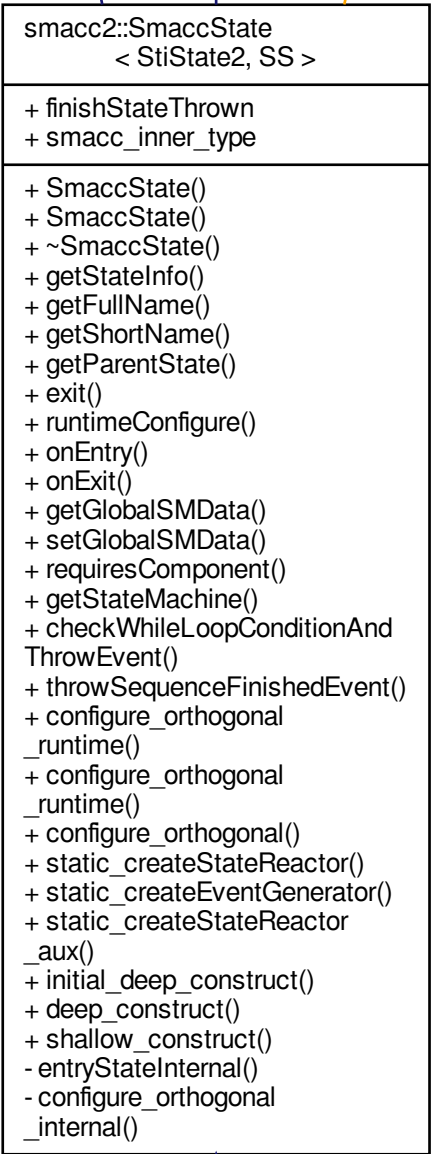 smacc2::SmaccState
< StiState2, SS >
+ finishStateThrown
+ smacc_inner_type
+ SmaccState()
+ SmaccState()
+ ~SmaccState()
+ getStateInfo()
+ getFullName()
+ getShortName()
+ getParentState()
+ exit()
+ runtimeConfigure()
+ onEntry()
+ onExit()
+ getGlobalSMData()
+ setGlobalSMData()
+ requiresComponent()
+ getStateMachine()
+ checkWhileLoopConditionAnd
ThrowEvent()
+ throwSequenceFinishedEvent()
+ configure_orthogonal
_runtime()
+ configure_orthogonal
_runtime()
+ configure_orthogonal()
+ static_createStateReactor()
+ static_createEventGenerator()
+ static_createStateReactor
_aux()
+ initial_deep_construct()
+ deep_construct()
+ shallow_construct()
- entryStateInternal()
- configure_orthogonal
_internal()